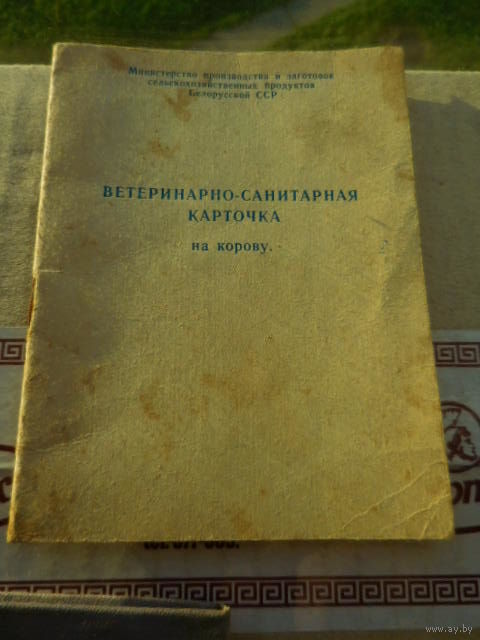 Министерство производства и заготовок
сельскохозяйственных продуктов
Белорусской ССР
ВЕТЕРИНАРНО-САНИТАРНАЯ
КАРТОЧКА
на корову.
www.ay.by